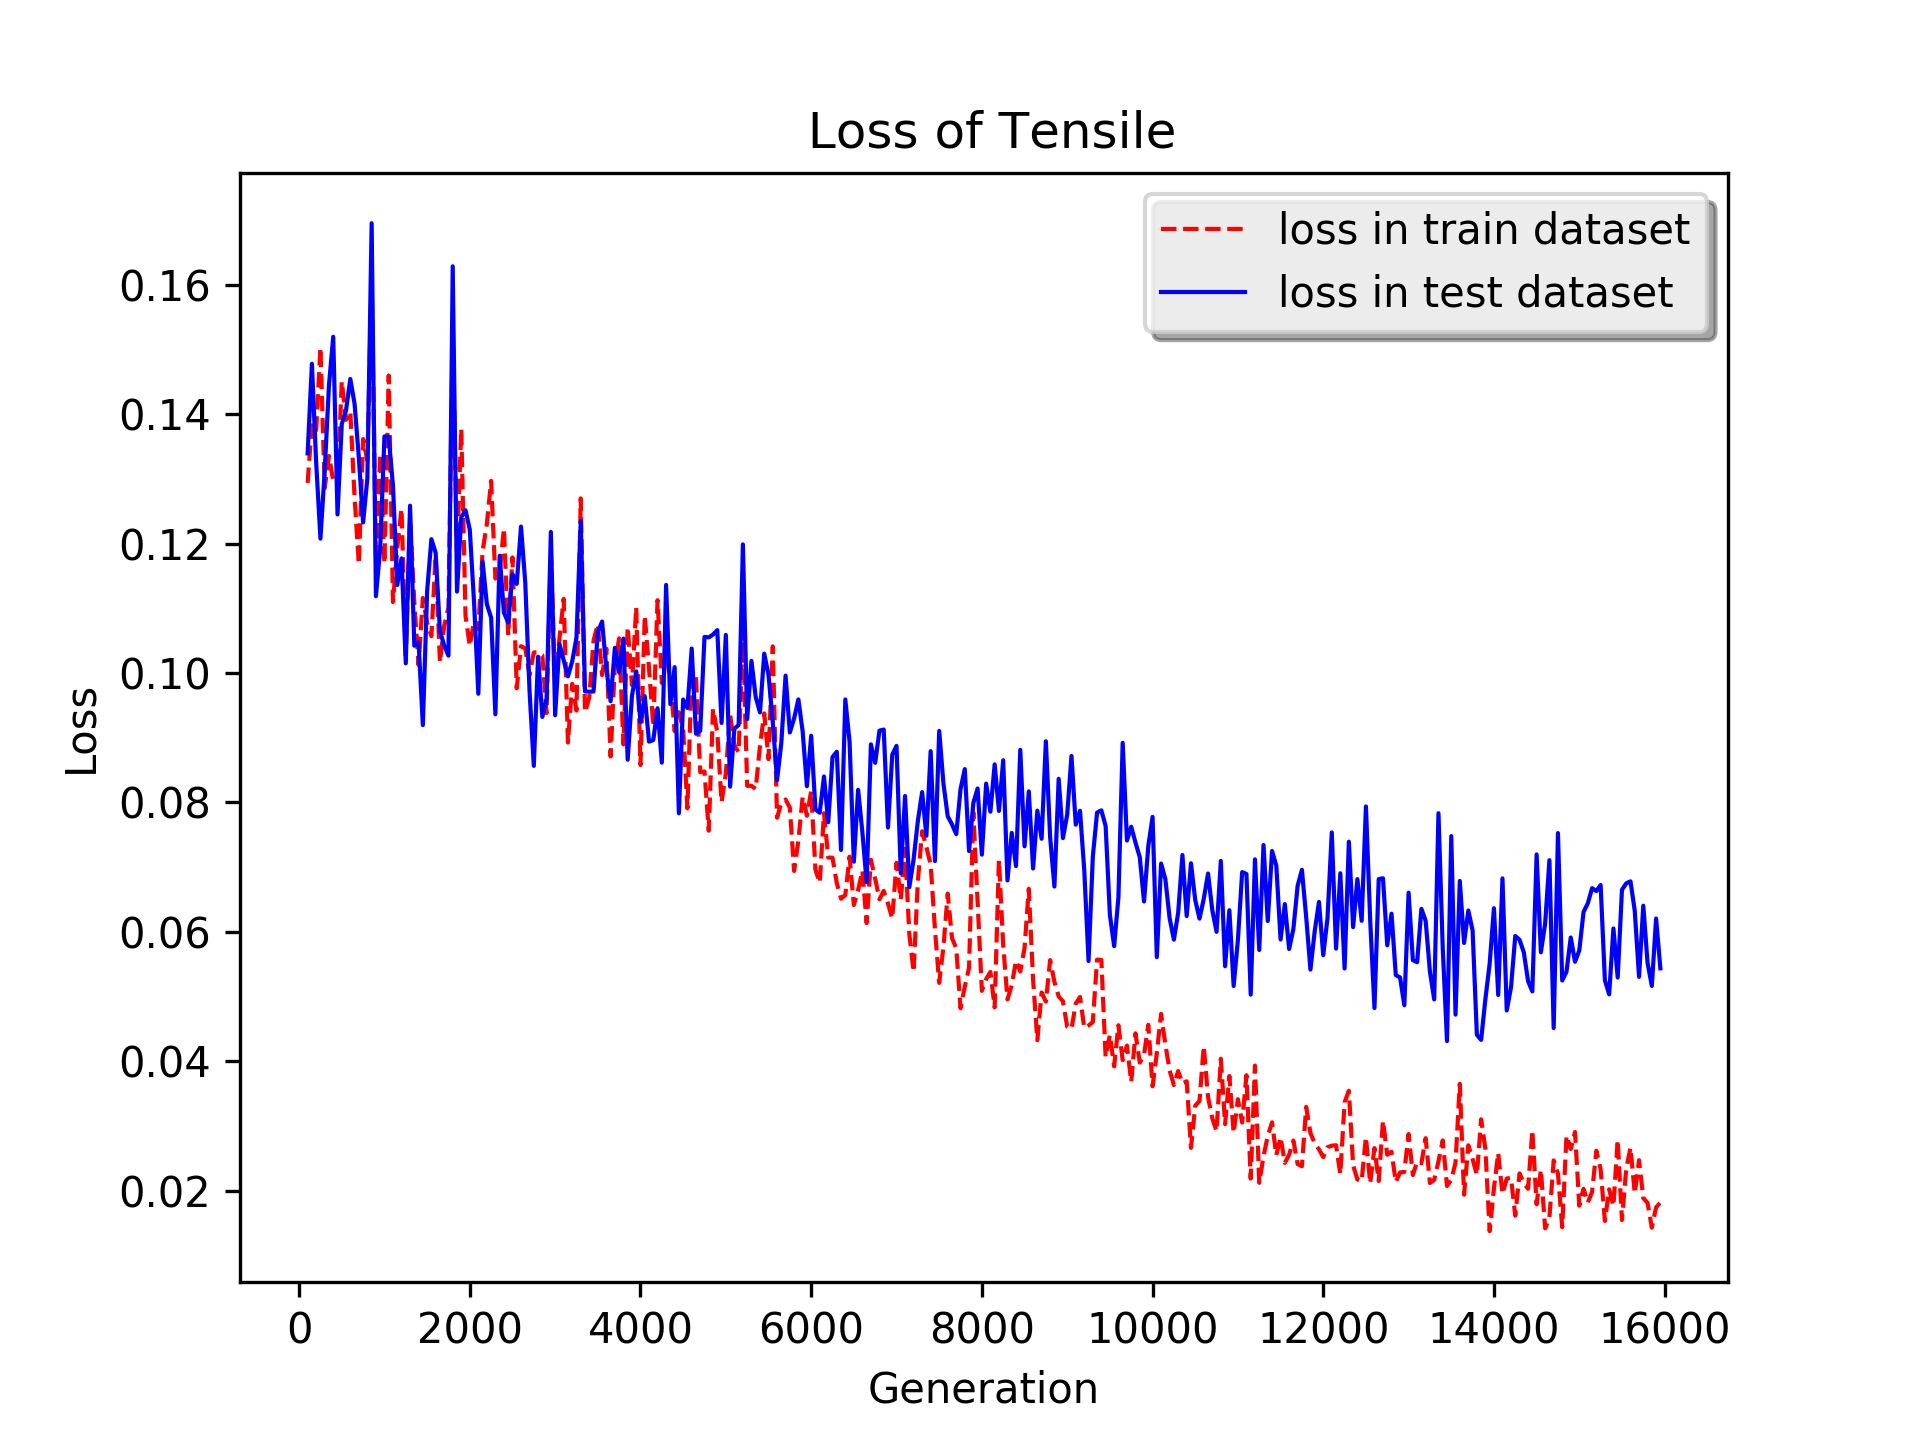 Loss of Tensile
loss in train dataset
loss in test dataset
Loss
0.16
0.14
0.12
0.10
0.08
0.06
0.04
0.02
0 2000 4000 6000 8000 10000 12000 14000 16000
Generation